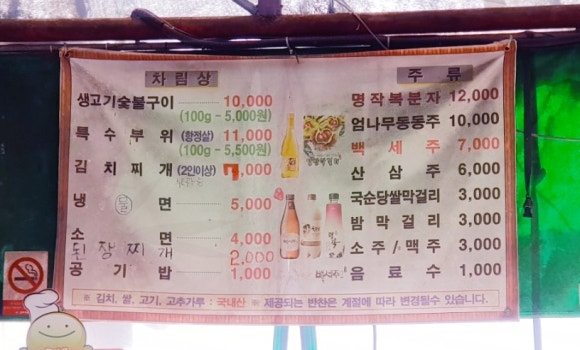 차림상
생고기숯불구이 10,000
(100g - 5,000원)
특수부위 (항정살) 11,000
(100g - 5,500원)
김치찌개 (2인이상) ,000
냉면 5,000
소면 4,000
된장찌개 2,000
공기밥 1,000
주류
명작복분자 12,000
엄나무동동주 10,000
백세주 7,000
산삼주 6,000
국순당쌀막걸리 3,000
밤막걸리 3,000
소주/맥주 3,000
음료수 1,000
※ 김치, 쌀, 고기, 고추가루 : 국내산 ※ 제공되는 반찬은 계절에 따라 변경될수 있습니다.